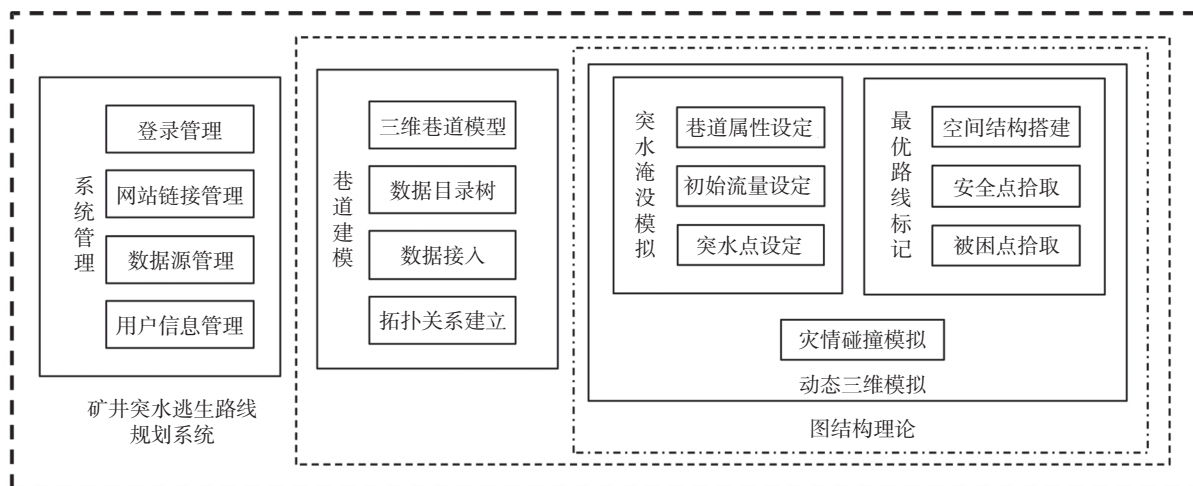 系统管理
登录管理
网站链接管理
数据源管理
用户信息管理
矿井突水逃生路线
规划系统
巷道建模
三维巷道模型
数据目录树
数据接入
拓扑关系建立
突水淹没模拟
巷道属性设定
初始流量设定
突水点设定
最优路线标记
空间结构搭建
安全点拾取
被困点拾取
灾情碰撞模拟
动态三维模拟
图结构理论